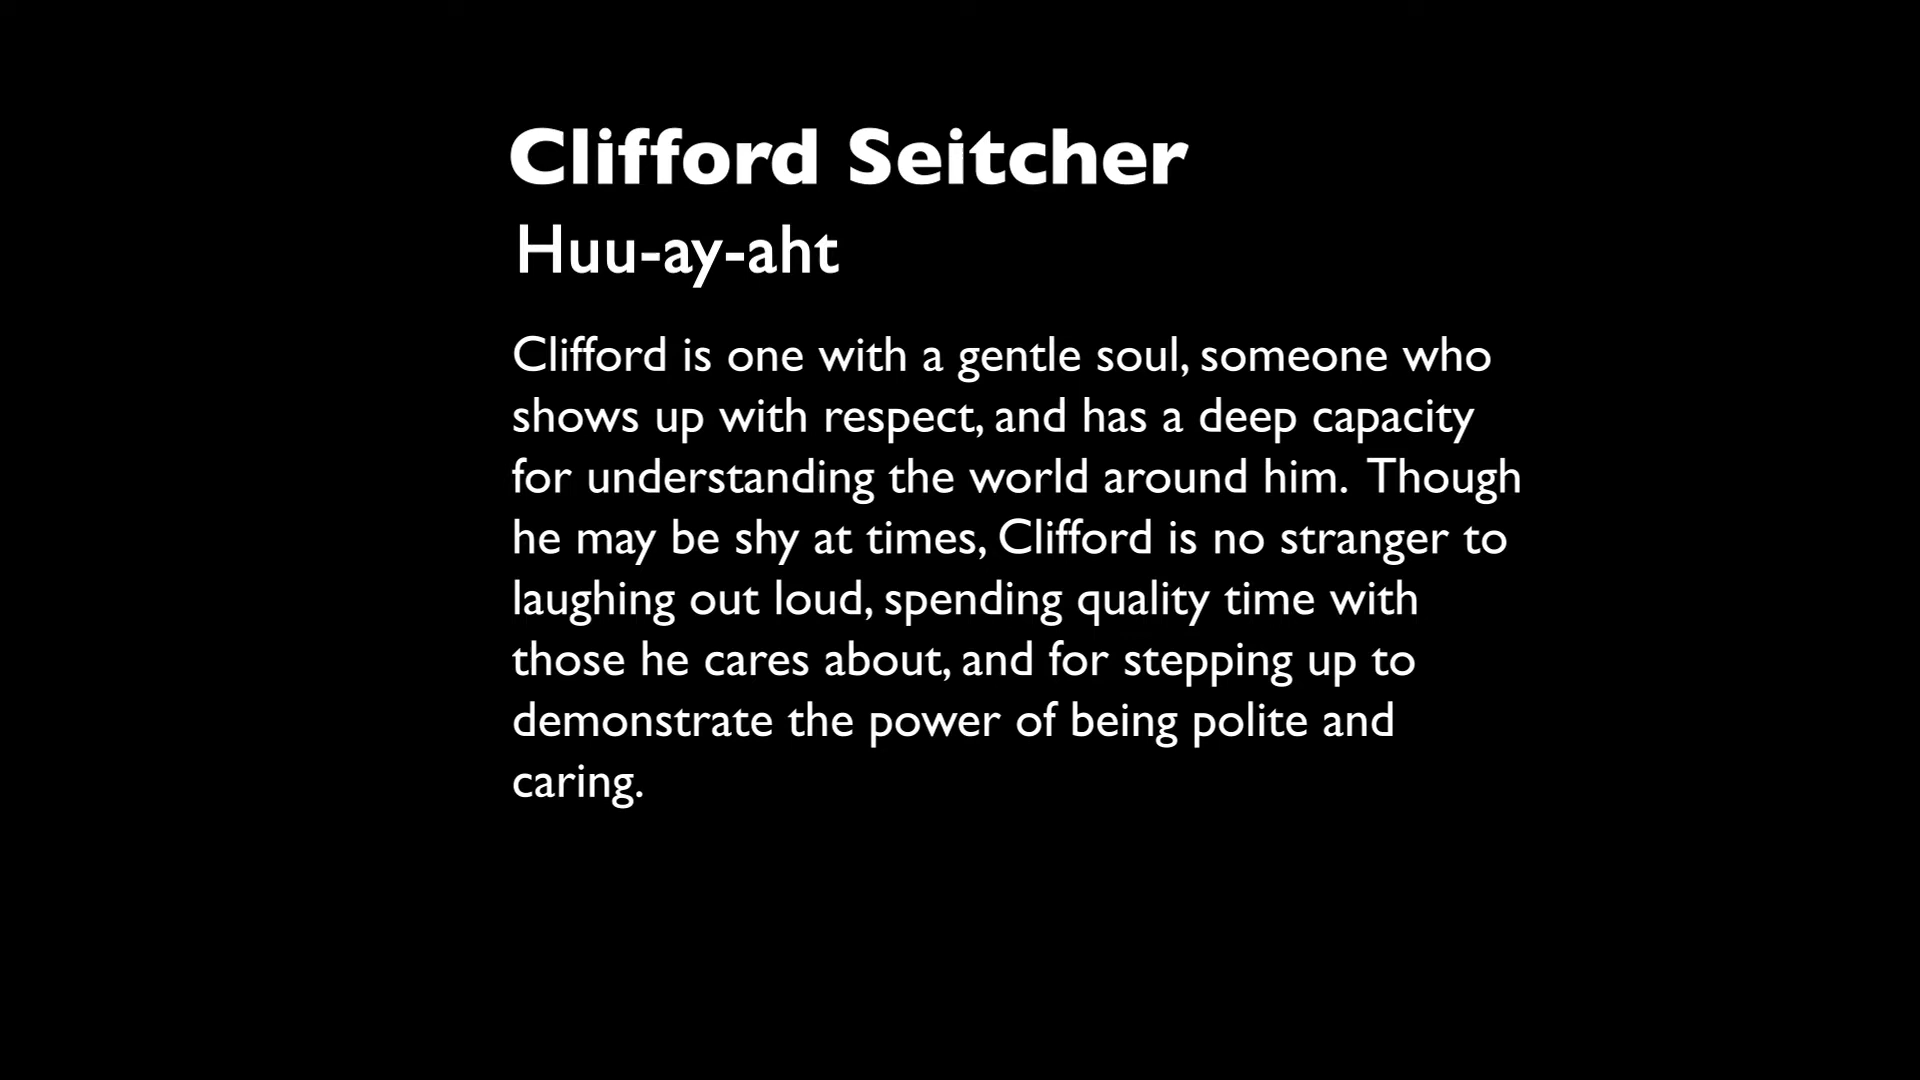 Clifford Seitcher
Huu-ay-aht
Clifford is one with a gentle soul, someone who
shows up with respect, and has a deep capacity
for understanding the world around him. Though
he may be shy at times, Clifford is no stranger to
laughing out loud, spending quality time with
those he cares about, and for stepping up to
demonstrate the power of being polite and
caring.